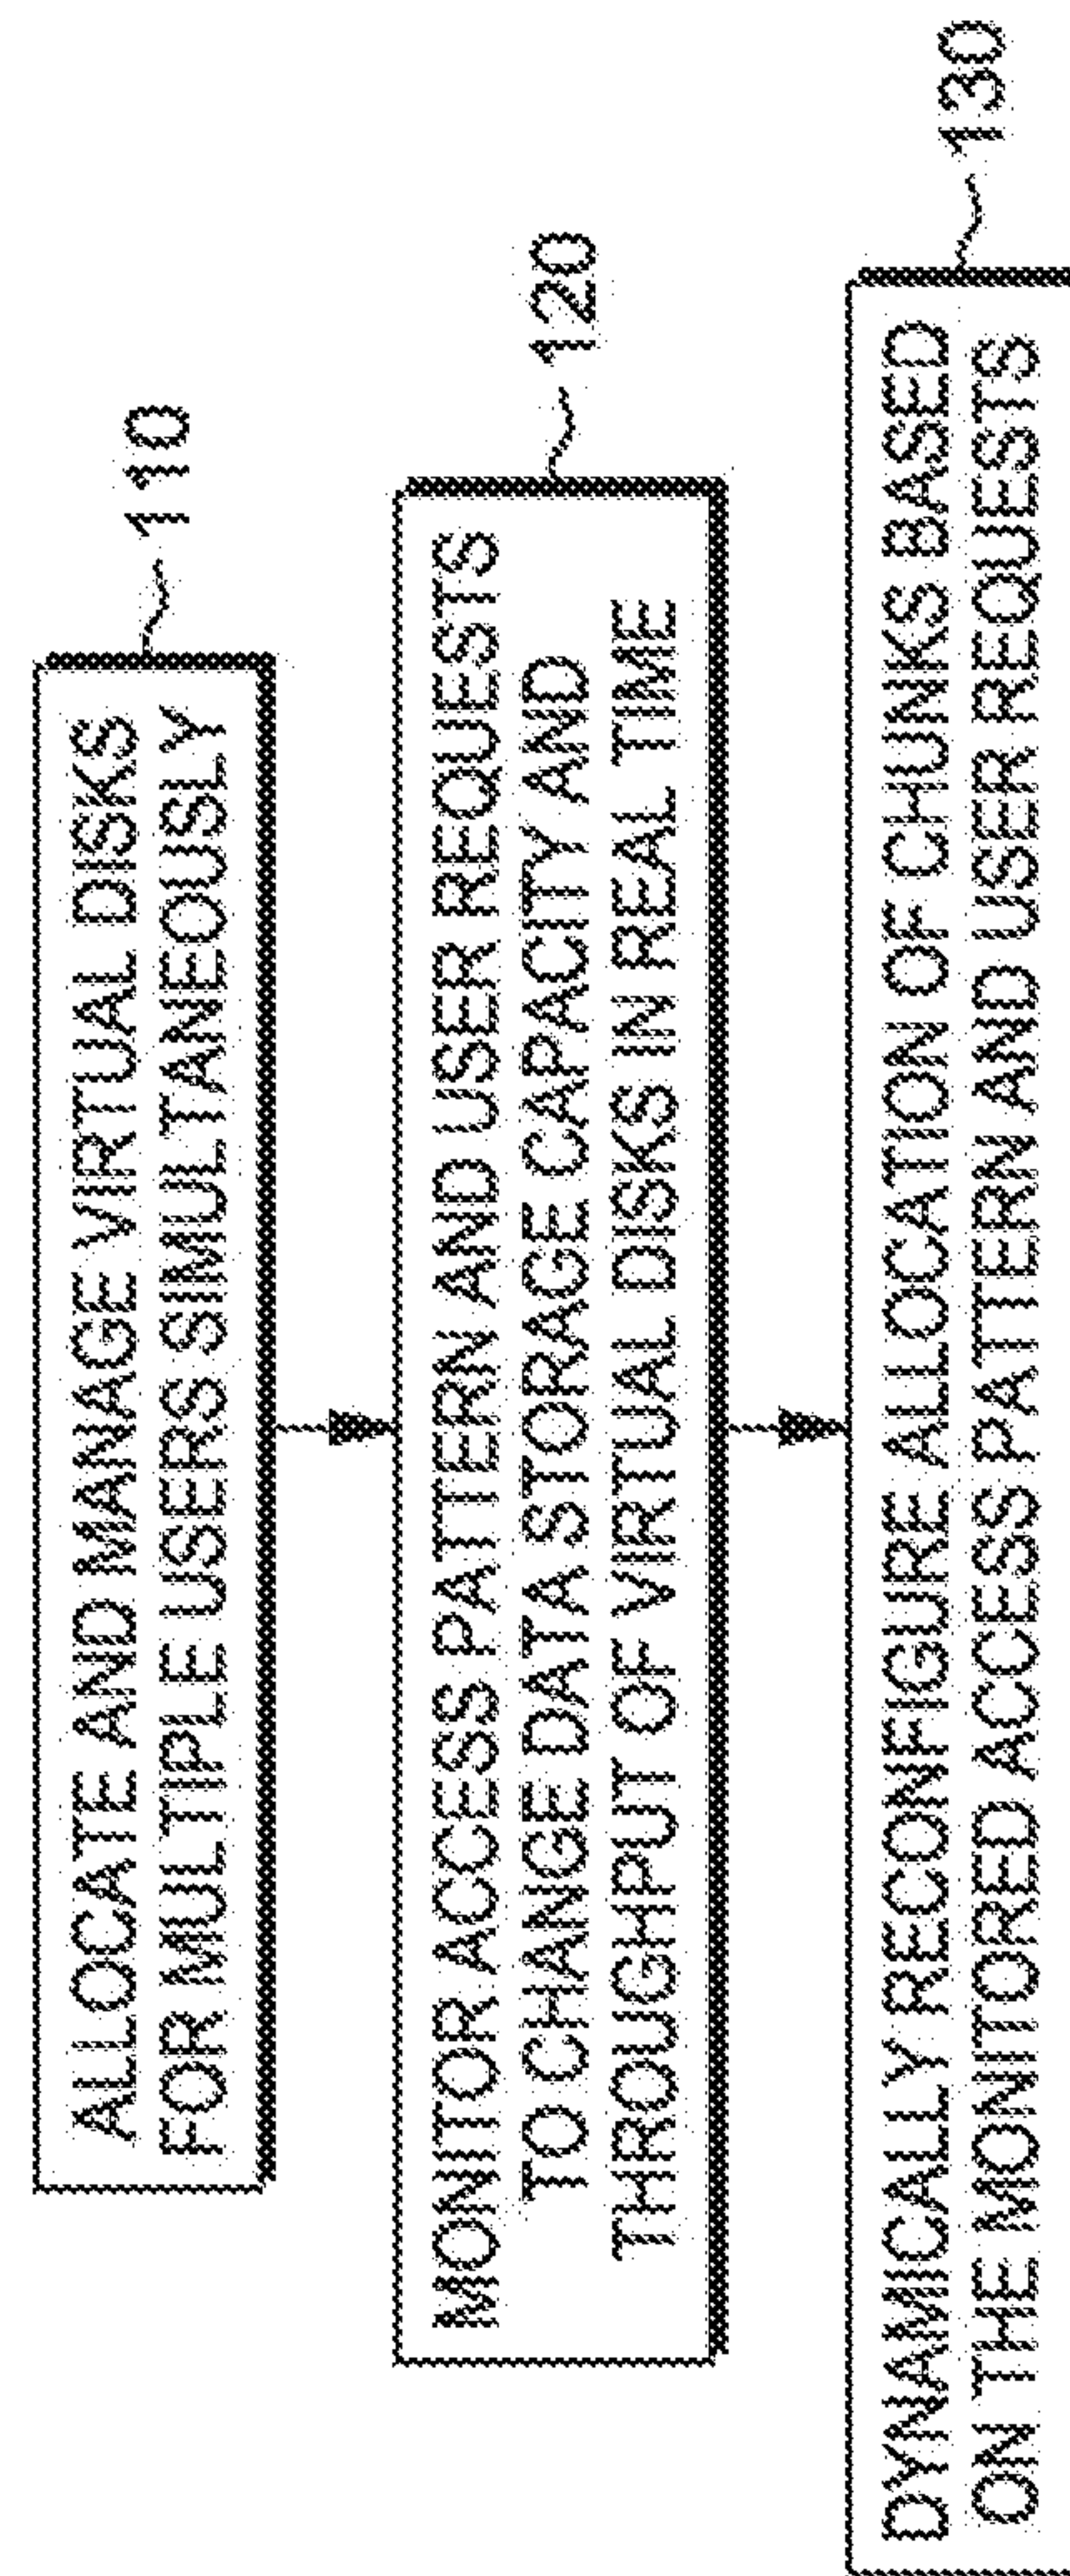 ALLOCATE AND MANAGE VIRTUAL DISKS
FOR MULTIPLE USERS SIMULTANEOUSLY
110
MONITOR ACCESS PATTERN AND USER REQUESTS
TO CHANGE DATA STORAGE CAPACITY AND
THROUGHPUT OF VIRTUAL DISKS IN REAL TIME
120
DYNAMICALLY RECONFIGURE ALLOCATION OF CHUNKS BASED
ON THE MONITORED ACCESS PATTERN AND USER REQUESTS
130